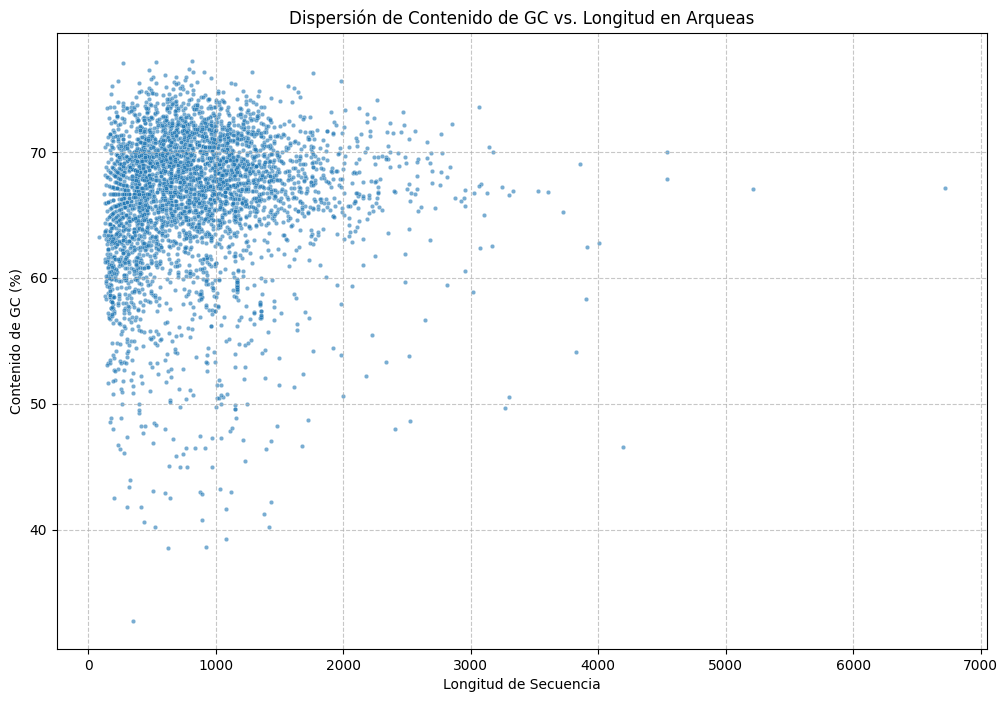 Dispersión de Contenido de GC vs. Longitud en Arqueas
Contenido de GC (%)
70
60
50
40
0 1000 2000 3000 4000 5000 6000 7000
Longitud de Secuencia